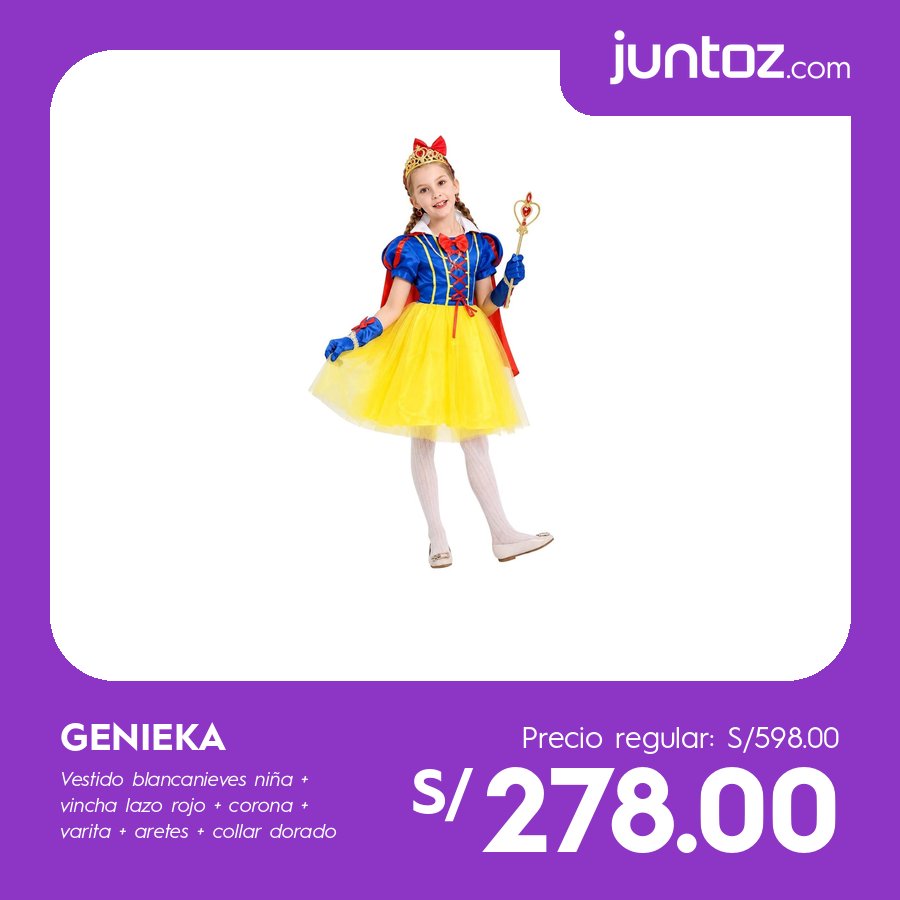 juntoz.com
GENIEKA
Vestido blancanieves niña +
vincha lazo rojo + corona +
varita + aretes + collar dorado
Precio regular: S/598.00
S/278.00